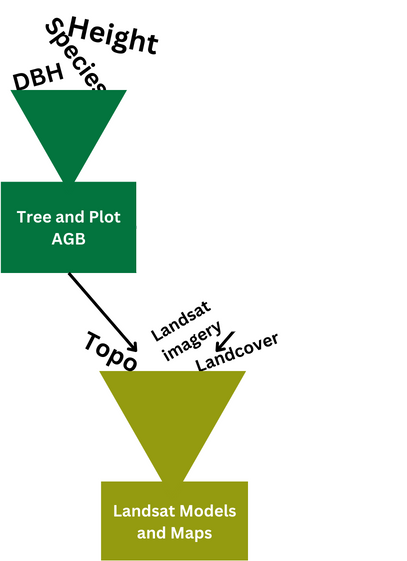 Height
Species
DBH
Tree and Plot
AGB
Landsat
imagery
Topo
Landcover
Landsat Models
and Maps